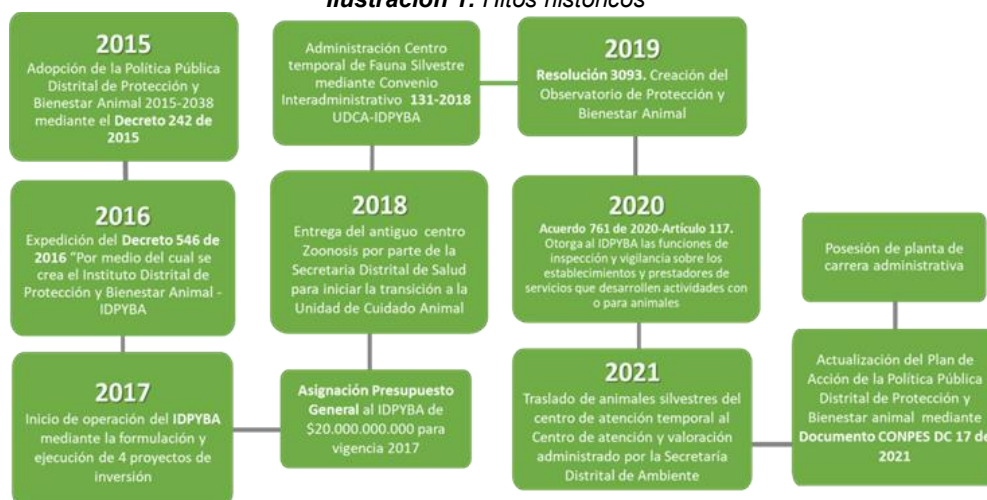 Ilustración 1. Hitos históricos
2015
Adopción de la Política Pública
Distrital de Protección y
Bienestar Animal 2015-2038
mediante el Decreto 242 de
2015
2016
Expedición del Decreto 546 de
2016 "Por medio del cual se
crea el Instituto Distrital de
Protección y Bienestar Animal -
IDPYBA
2017
Inicio de operación del IDPYBA
mediante la formulación y
ejecución de 4 proyectos de
inversión
Asignación Presupuesto
General al IDPYBA de
$20.000.000.000 para
vigencia 2017
2018
Entrega del antiguo centro
Zoonosis por parte de la
Secretaria Distrital de Salud
para iniciar la transición a la
Unidad de Cuidado Animal
Administración Centro
temporal de Fauna Silvestre
mediante Convenio
Interadministrativo 131-2018
UDCA-IDPYBA
2019
Resolución 3093. Creación del
Observatorio de Protección y
Bienestar Animal
2020
Acuerdo 761 de 2020-Artículo 117.
Otorga al IDPYBA las funciones de
inspección y vigilancia sobre los
establecimientos y prestadores de
servicios que desarrollen actividades con
o para animales
2021
Traslado de animales silvestres del
centro de atención temporal al
Centro de atención y valoración
administrado por la Secretaría
Distrital de Ambiente
Actualización del Plan de
Acción de la Política Pública
Distrital de Protección y
Bienestar animal mediante
Documento CONPES DC 17 de
2021
Posesión de planta de
carrera administrativa